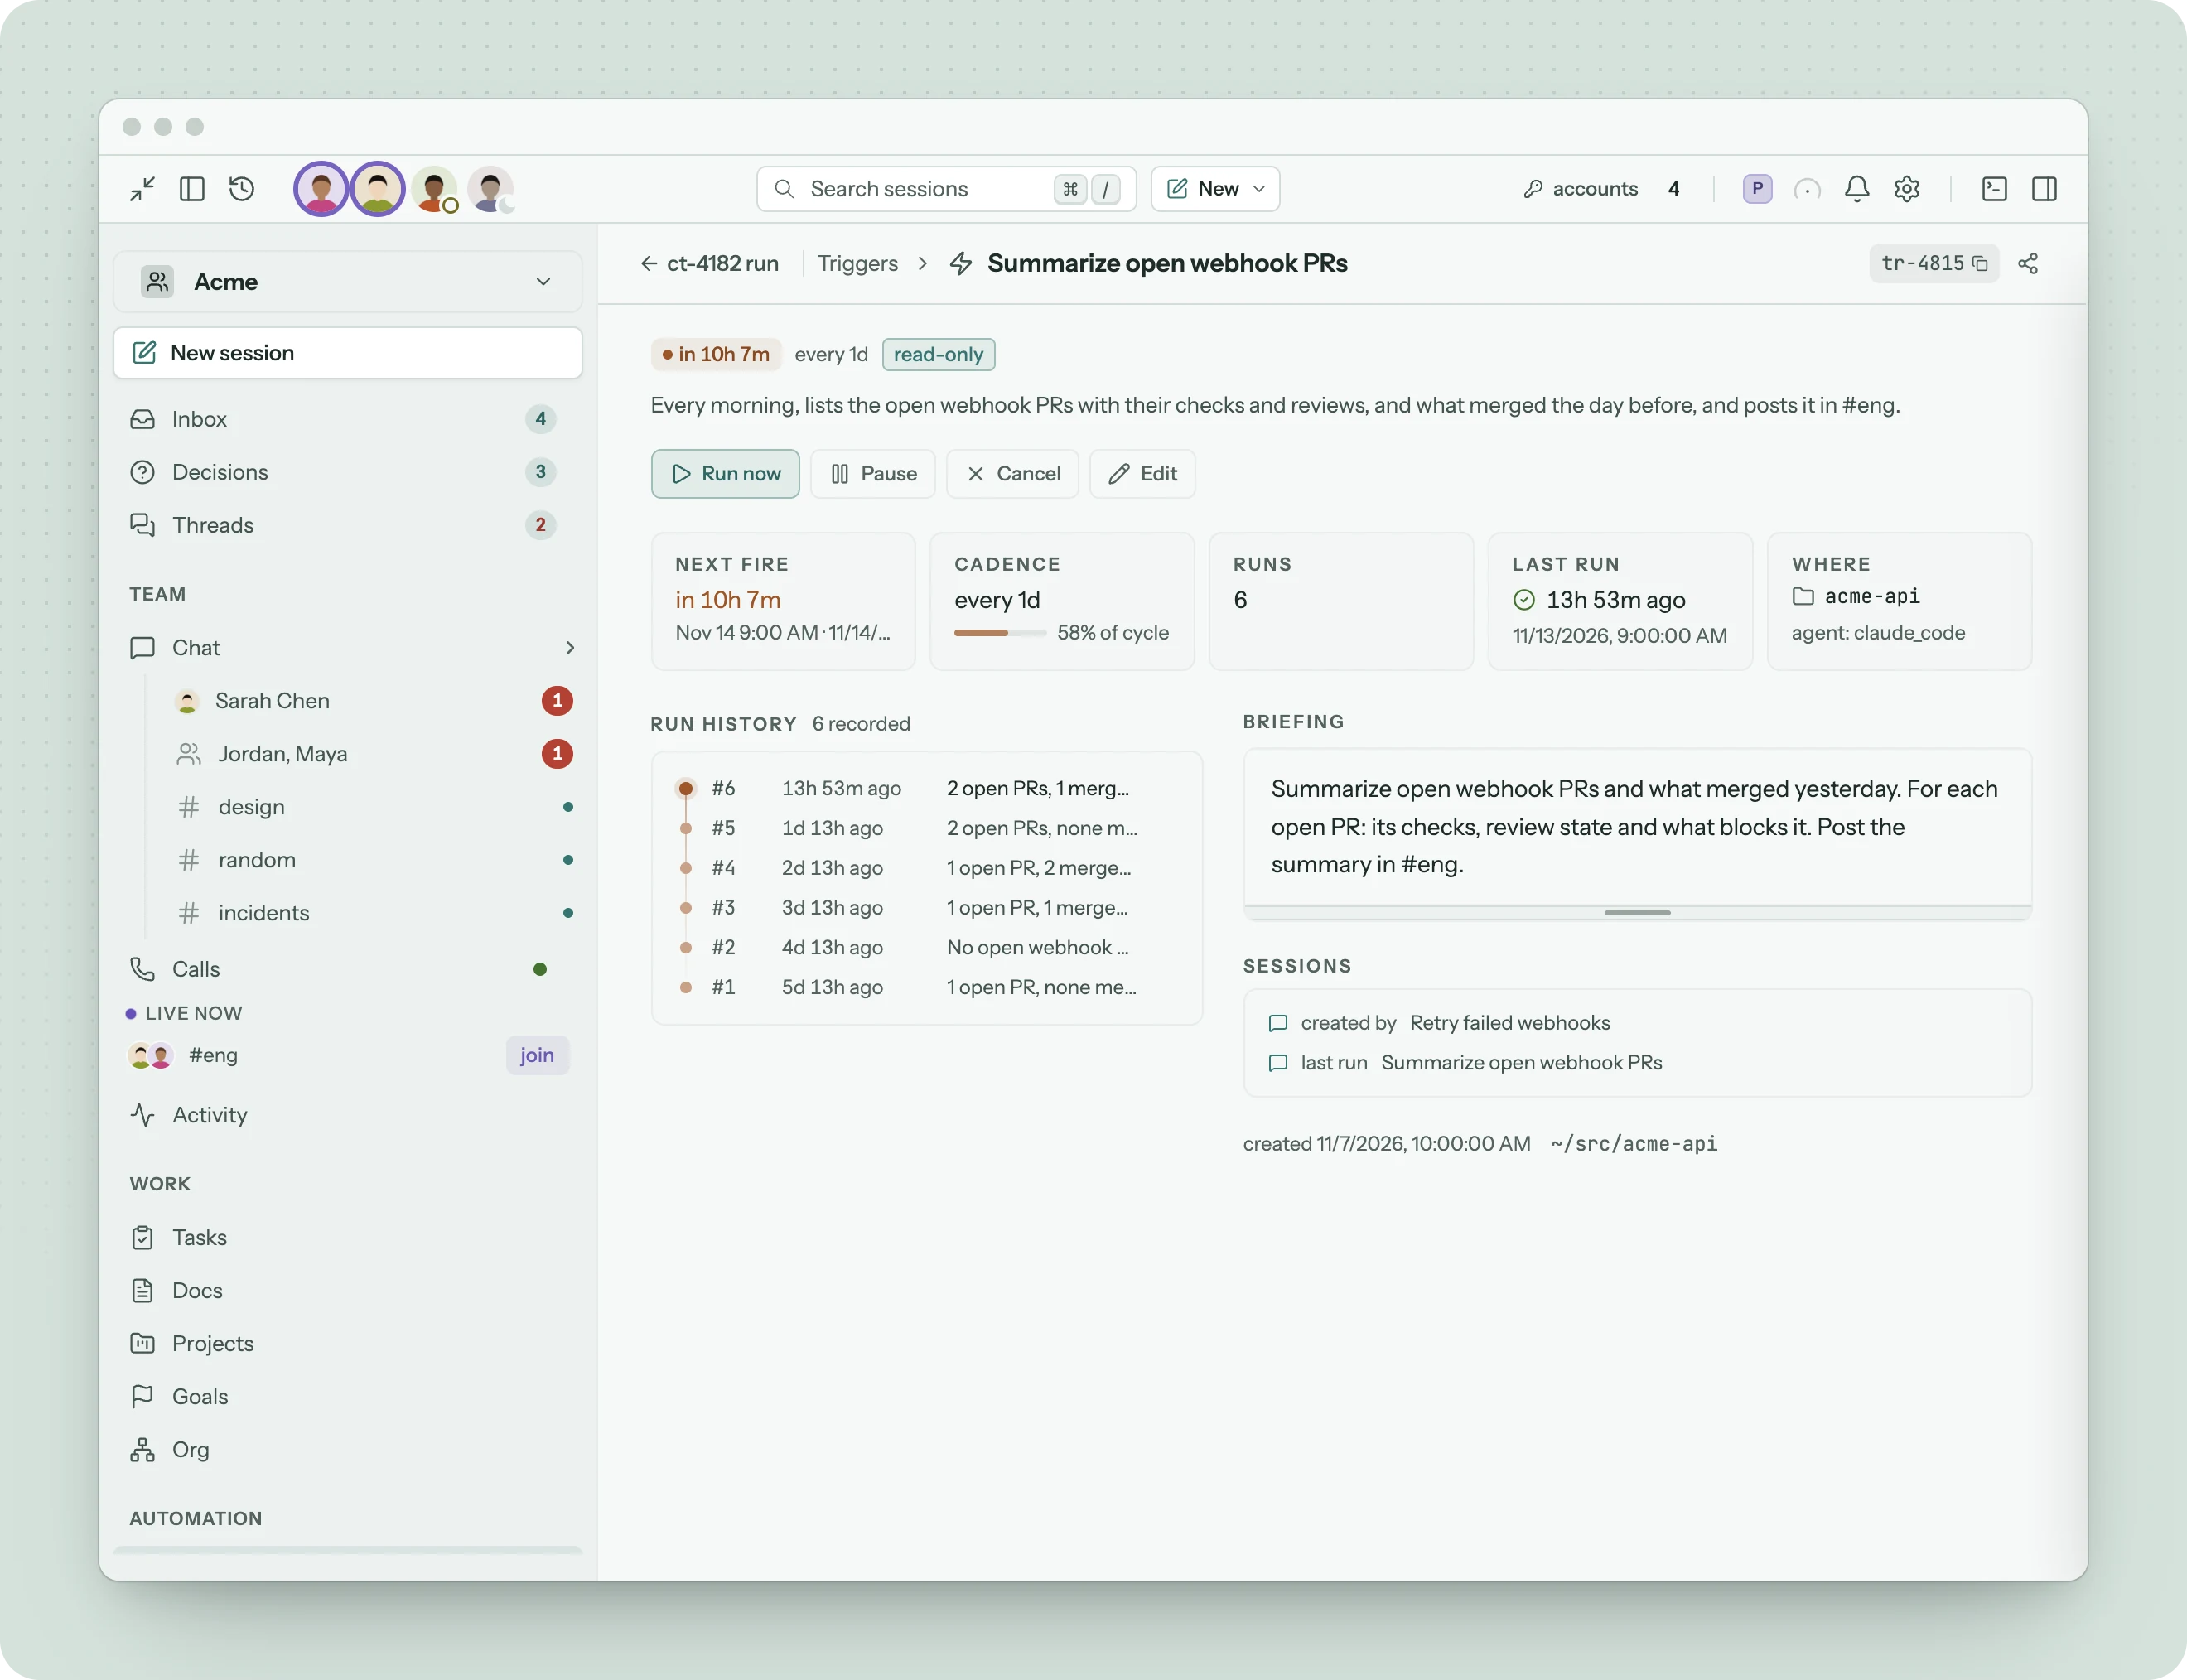 Search sessions ⌘ /
New
accounts 4
P
Acme
New session
Inbox 4
Decisions 3
Threads 2
TEAM
Chat
Sarah Chen 1
Jordan, Maya 1
# design
# random
# incidents
Calls
LIVE NOW
#eng join
Activity
WORK
Tasks
Docs
Projects
Goals
Org
AUTOMATION
ct-4182 run Triggers Summarize open webhook PRs tr-4815
in 10h 7m every 1d read-only
Every morning, lists the open webhook PRs with their checks and reviews, and what merged the day before, and posts it in #eng.
Run now Pause Cancel Edit
NEXT FIRE
in 10h 7m
Nov 14 9:00 AM · 11/14/...
CADENCE
every 1d
58% of cycle
RUNS
6
LAST RUN
13h 53m ago
11/13/2026, 9:00:00 AM
WHERE
acme-api
agent: claude_code
RUN HISTORY 6 recorded
#6 13h 53m ago 2 open PRs, 1 merg...
#5 1d 13h ago 2 open PRs, none m...
#4 2d 13h ago 1 open PR, 2 merge...
#3 3d 13h ago 1 open PR, 1 merge...
#2 4d 13h ago No open webhook ...
#1 5d 13h ago 1 open PR, none me...
BRIEFING
Summarize open webhook PRs and what merged yesterday. For each
open PR: its checks, review state and what blocks it. Post the
summary in #eng.
SESSIONS
created by Retry failed webhooks
last run Summarize open webhook PRs
created 11/7/2026, 10:00:00 AM ~/src/acme-api